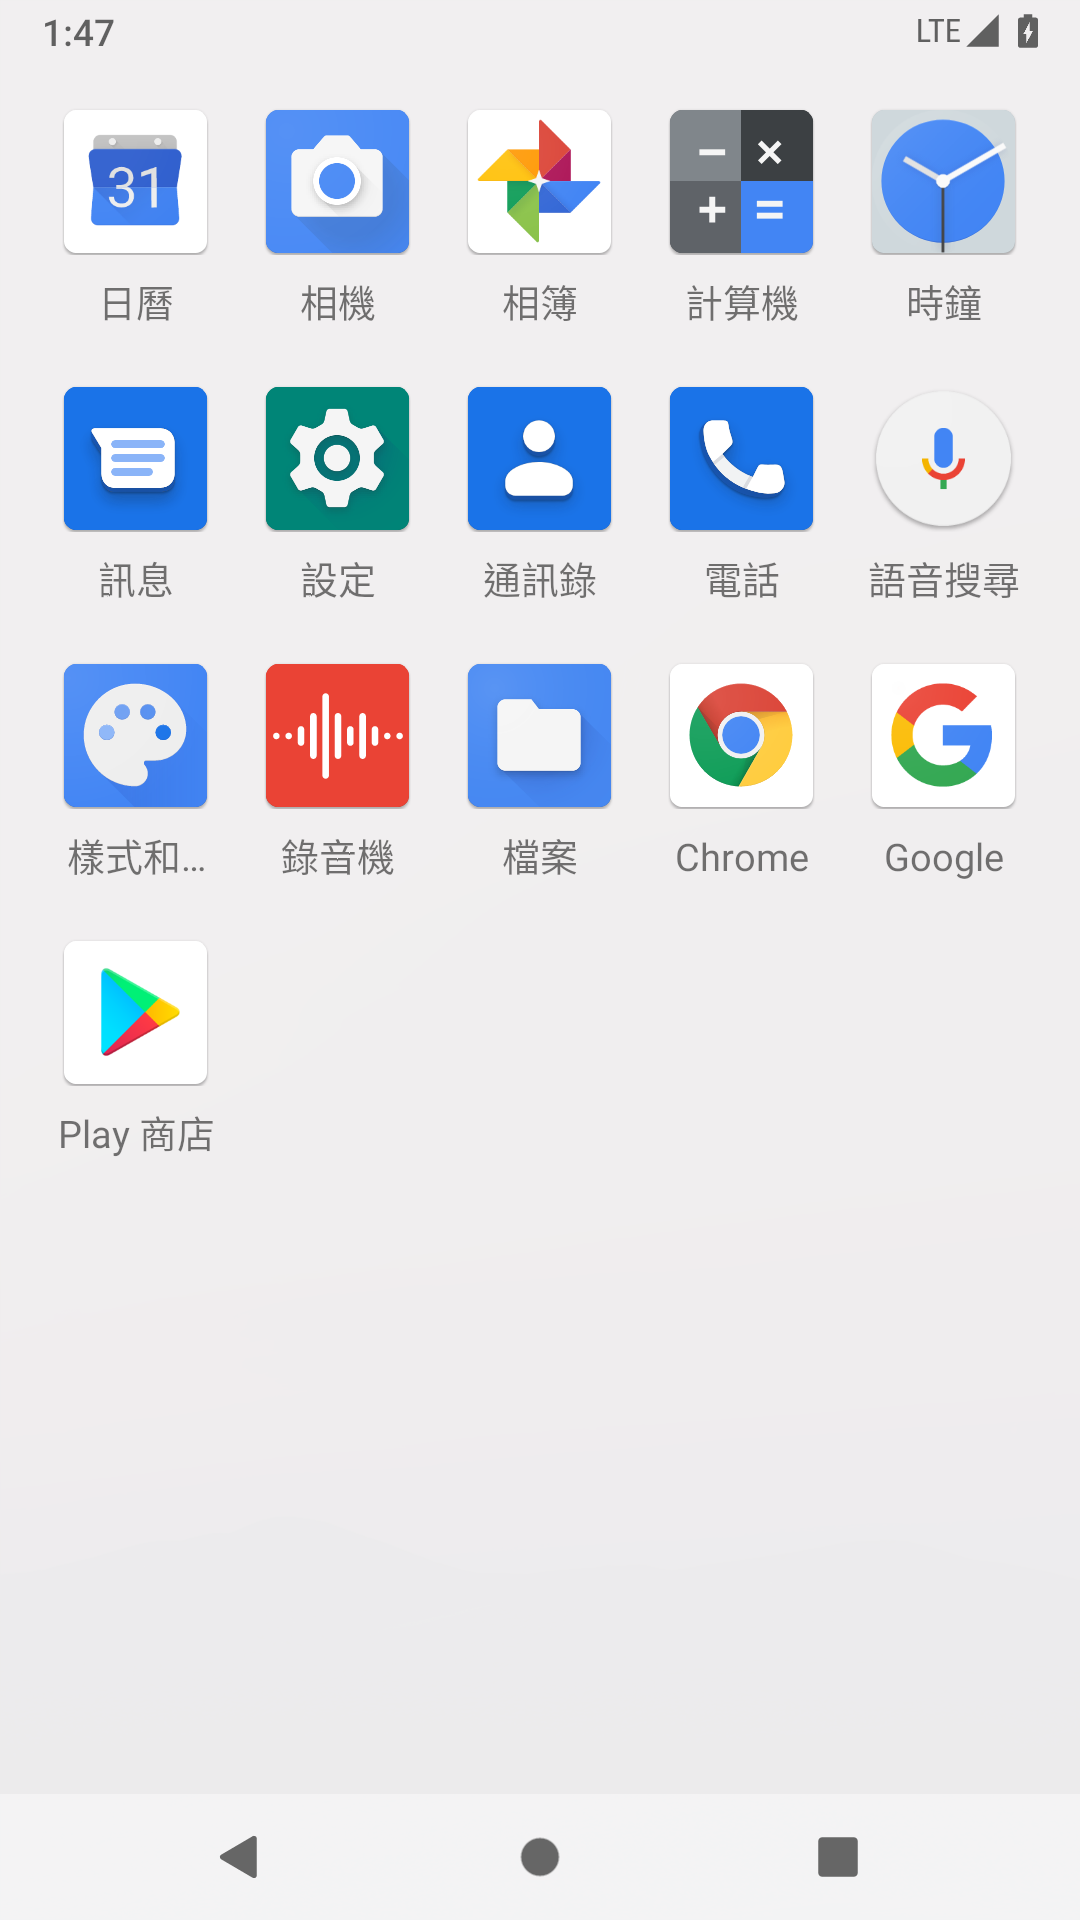 1:47 LTE
31
日曆 相機 相簿 計算機 時鐘
訊息 設定 通訊錄 電話 語音搜尋
樣式和... 錄音機 檔案 Chrome Google
Play 商店